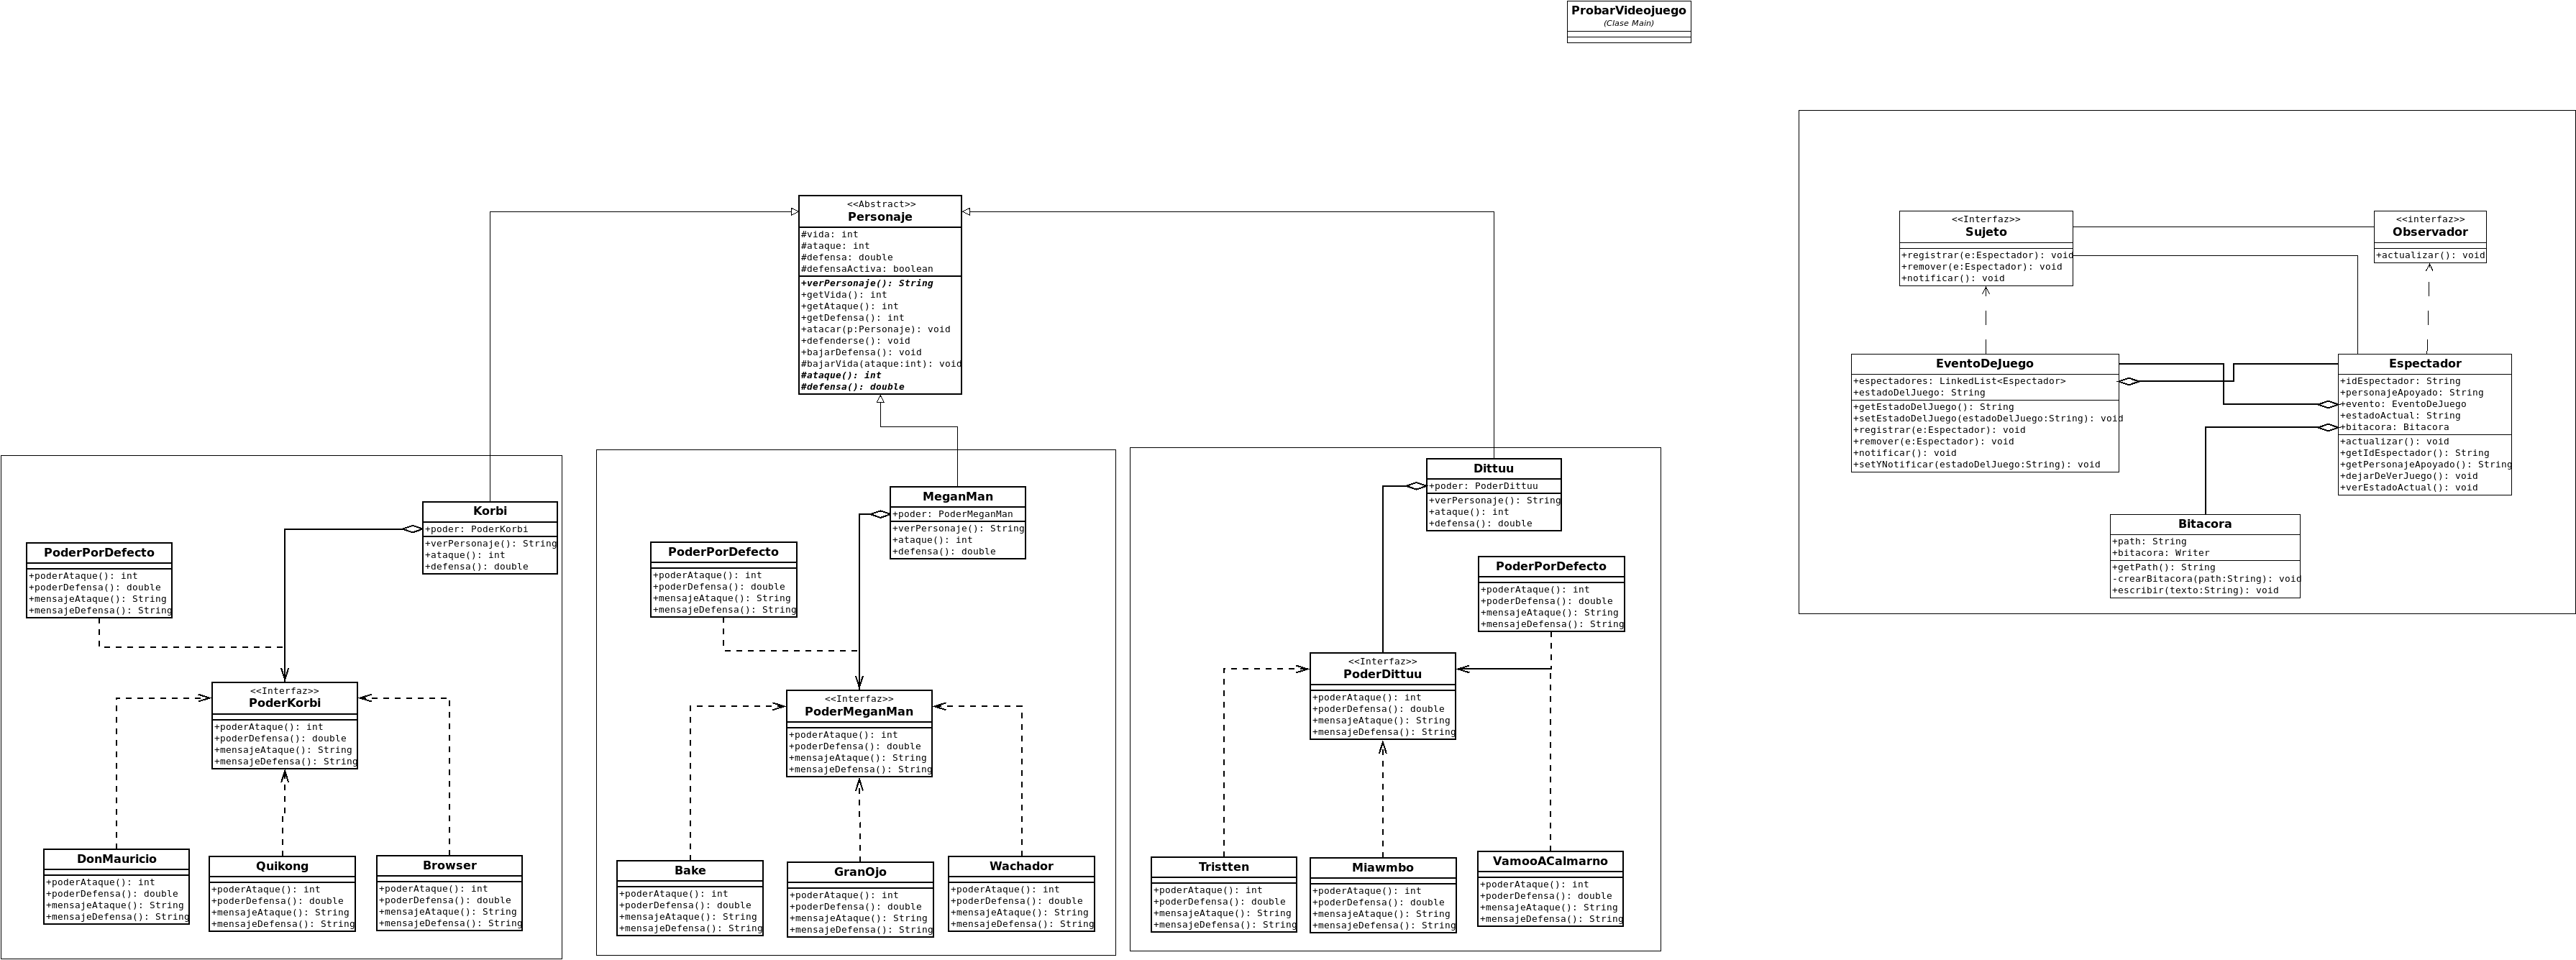 ProbarVideojuego
(Clase Main)
<<Abstract>>
Personaje
#vida: int
#ataque: int
#defensa: double
#defensaActiva: boolean
+verPersonaje(): String
+getVida(): int
+getAtaque(): int
+getDefensa(): int
+atacar(p:Personaje): void
+defenderse(): void
+bajarDefensa(): void
#bajarVida(ataque:int): void
#ataque(): int
#defensa(): double
Korbi
+poder: PoderKorbi
+verPersonaje(): String
+ataque(): int
+defensa(): double
PoderPorDefecto
+poderAtaque(): int
+poderDefensa(): double
+mensajeAtaque(): String
+mensajeDefensa(): String
<<Interfaz>>
PoderKorbi
+poderAtaque(): int
+poderDefensa(): double
+mensajeAtaque(): String
+mensajeDefensa(): String
DonMauricio
+poderAtaque(): int
+poderDefensa(): double
+mensajeAtaque(): String
+mensajeDefensa(): String
Quikong
+poderAtaque(): int
+poderDefensa(): double
+mensajeAtaque(): String
+mensajeDefensa(): String
Browser
+poderAtaque(): int
+poderDefensa(): double
+mensajeAtaque(): String
+mensajeDefensa(): String
MeganMan
+poder: PoderMeganMan
+verPersonaje(): String
+ataque(): int
+defensa(): double
PoderPorDefecto
+poderAtaque(): int
+poderDefensa(): double
+mensajeAtaque(): String
+mensajeDefensa(): String
<<Interfaz>>
PoderMeganMan
+poderAtaque(): int
+poderDefensa(): double
+mensajeAtaque(): String
+mensajeDefensa(): String
Bake
+poderAtaque(): int
+poderDefensa(): double
+mensajeAtaque(): String
+mensajeDefensa(): String
GranOjo
+poderAtaque(): int
+poderDefensa(): double
+mensajeAtaque(): String
+mensajeDefensa(): String
Wachador
+poderAtaque(): int
+poderDefensa(): double
+mensajeAtaque(): String
+mensajeDefensa(): String
Dittuu
+poder: PoderDittuu
+verPersonaje(): String
+ataque(): int
+defensa(): double
PoderPorDefecto
+poderAtaque(): int
+poderDefensa(): double
+mensajeAtaque(): String
+mensajeDefensa(): String
<<Interfaz>>
PoderDittuu
+poderAtaque(): int
+poderDefensa(): double
+mensajeAtaque(): String
+mensajeDefensa(): String
Tristten
+poderAtaque(): int
+poderDefensa(): double
+mensajeAtaque(): String
+mensajeDefensa(): String
Miawmbo
+poderAtaque(): int
+poderDefensa(): double
+mensajeAtaque(): String
+mensajeDefensa(): String
VamooACalmarno
+poderAtaque(): int
+poderDefensa(): double
+mensajeAtaque(): String
+mensajeDefensa(): String
<<Interfaz>>
Sujeto
+registrar(e:Espectador): void
+remover(e:Espectador): void
+notificar(): void
<<interfaz>>
Observador
+actualizar(): void
EventoDeJuego
+espectadores: LinkedList<Espectador>
+estadoDelJuego: String
+getEstadoDelJuego(): String
+setEstadoDelJuego(estadoDelJuego:String): void
+registrar(e:Espectador): void
+remover(e:Espectador): void
+notificar(): void
+setYNotificar(estadoDelJuego:String): void
Espectador
+idEspectador: String
+personajeApoyado: String
+evento: EventoDeJuego
+estadoActual: String
+bitacora: Bitacora
+actualizar(): void
+getIdEspectador(): String
+getPersonajeApoyado(): String
+dejarDeVerJuego(): void
+verEstadoActual(): void
Bitacora
+path: String
+bitacora: Writer
+getPath(): String
-crearBitacora(path:String): void
+escribir(texto:String): void